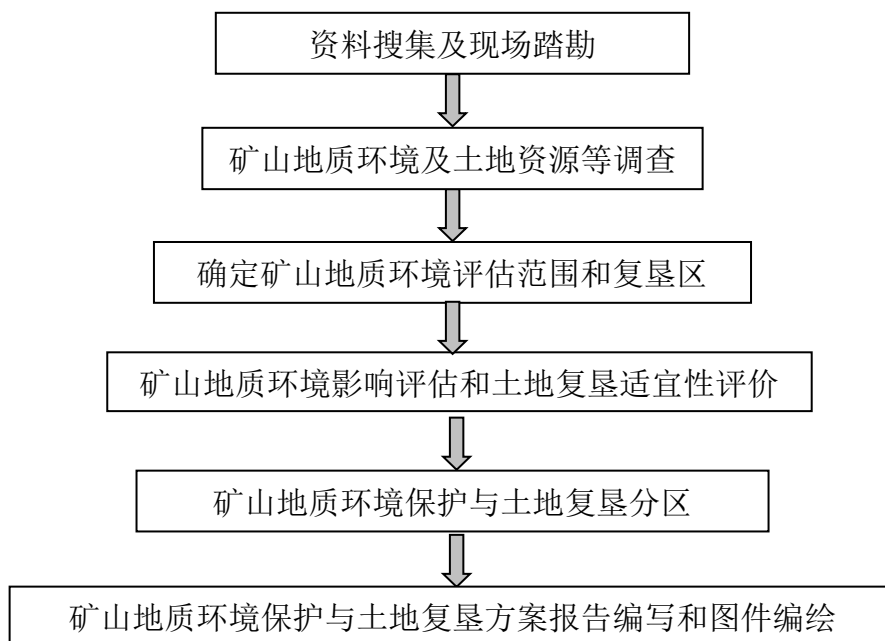 资料搜集及现场踏勘
矿山地质环境及土地资源等调查
确定矿山地质环境评估范围和复垦区
矿山地质环境影响评估和土地复垦适宜性评价
矿山地质环境保护与土地复垦分区
矿山地质环境保护与土地复垦方案报告编写和图件编绘